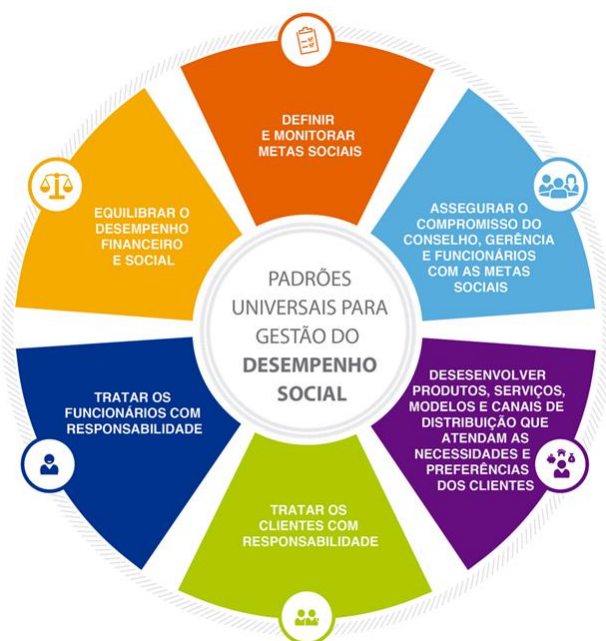 PADRÕES
UNIVERSAIS PARA
GESTÃO DO
DESEMPENHO
SOCIAL
DEFINIR
E MONITORAR
METAS SOCIAIS
ASSEGURAR O
COMPROMISSO DO
CONSELHO, GERÊNCIA
E FUNCIONÁRIOS
COM AS METAS
SOCIAIS
DESESENVOLVER
PRODUTOS, SERVIÇOS,
MODELOS E CANAIS DE
DISTRIBUIÇÃO QUE
ATENDAM AS
NECESSIDADES E
PREFERÊNCIAS
DOS CLIENTES
TRATAR OS
CLIENTES COM
RESPONSABILIDADE
TRATAR OS
FUNCIONÁRIOS COM
RESPONSABILIDADE
EQUILIBRAR O
DESEMPENHO
FINANCEIRO
E SOCIAL